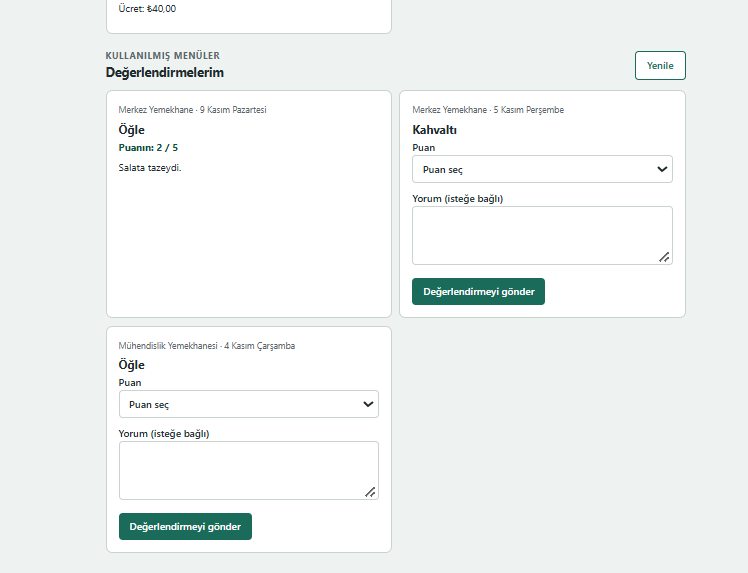 Ücret: ₺40,00
KULLANILMIŞ MENÜLER
Değerlendirmelerim
Yenile
Merkez Yemekhane · 9 Kasım Pazartesi
Öğle
Puanın: 2 / 5
Salata tazeydi.
Merkez Yemekhane · 5 Kasım Perşembe
Kahvaltı
Puan
Puan seç
Yorum (isteğe bağlı)
Değerlendirmeyi gönder
Mühendislik Yemekhanesi · 4 Kasım Çarşamba
Öğle
Puan
Puan seç
Yorum (isteğe bağlı)
Değerlendirmeyi gönder